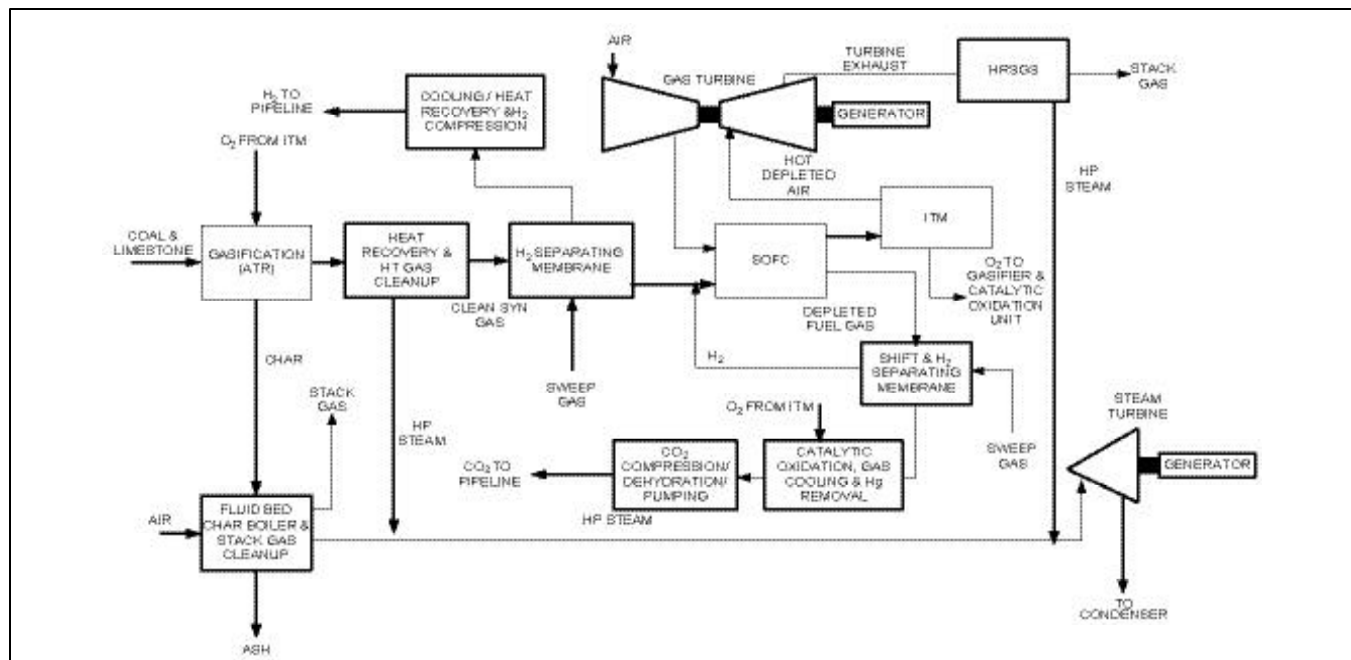 AIR
GAS TURBINE
TURBINE
EXHAUST
HRSGS
STACK
GAS
GENERATOR
H2 TO
PIPELINE
COOLING/ HEAT
RECOVERY &H2
COMPRESSION
O2 FROM ITM
HOT
DEPLETED
AIR
HP
STEAM
ITM
COAL &
LIMESTONE
GASIFICATION
(ATR)
HEAT
RECOVERY &
HT GAS
CLEANUP
CLEAN SYN
GAS
H2 SEPARATING
MEMBRANE
SOFC
O2 TO
GASIFIER &
CATALYTIC
OXIDATION
UNIT
DEPLETED
FUEL GAS
CHAR
STACK
GAS
HP
STEAM
SWEEP
GAS
H2
SHIFT & H2
SEPARATING
MEMBRANE
SWEEP
GAS
STEAM
TURBINE
GENERATOR
O2 FROM ITM
CO2 TO
PIPELINE
CO2
COMPRESSION/
DEHYDRATION/
PUMPING
CATALYTIC
OXIDATION, GAS
COOLING & Hg
REMOVAL
HP STEAM
AIR
FLUID BED
CHAR BOILER &
STACK GAS
CLEANUP
ASH
TO
CONDENSER